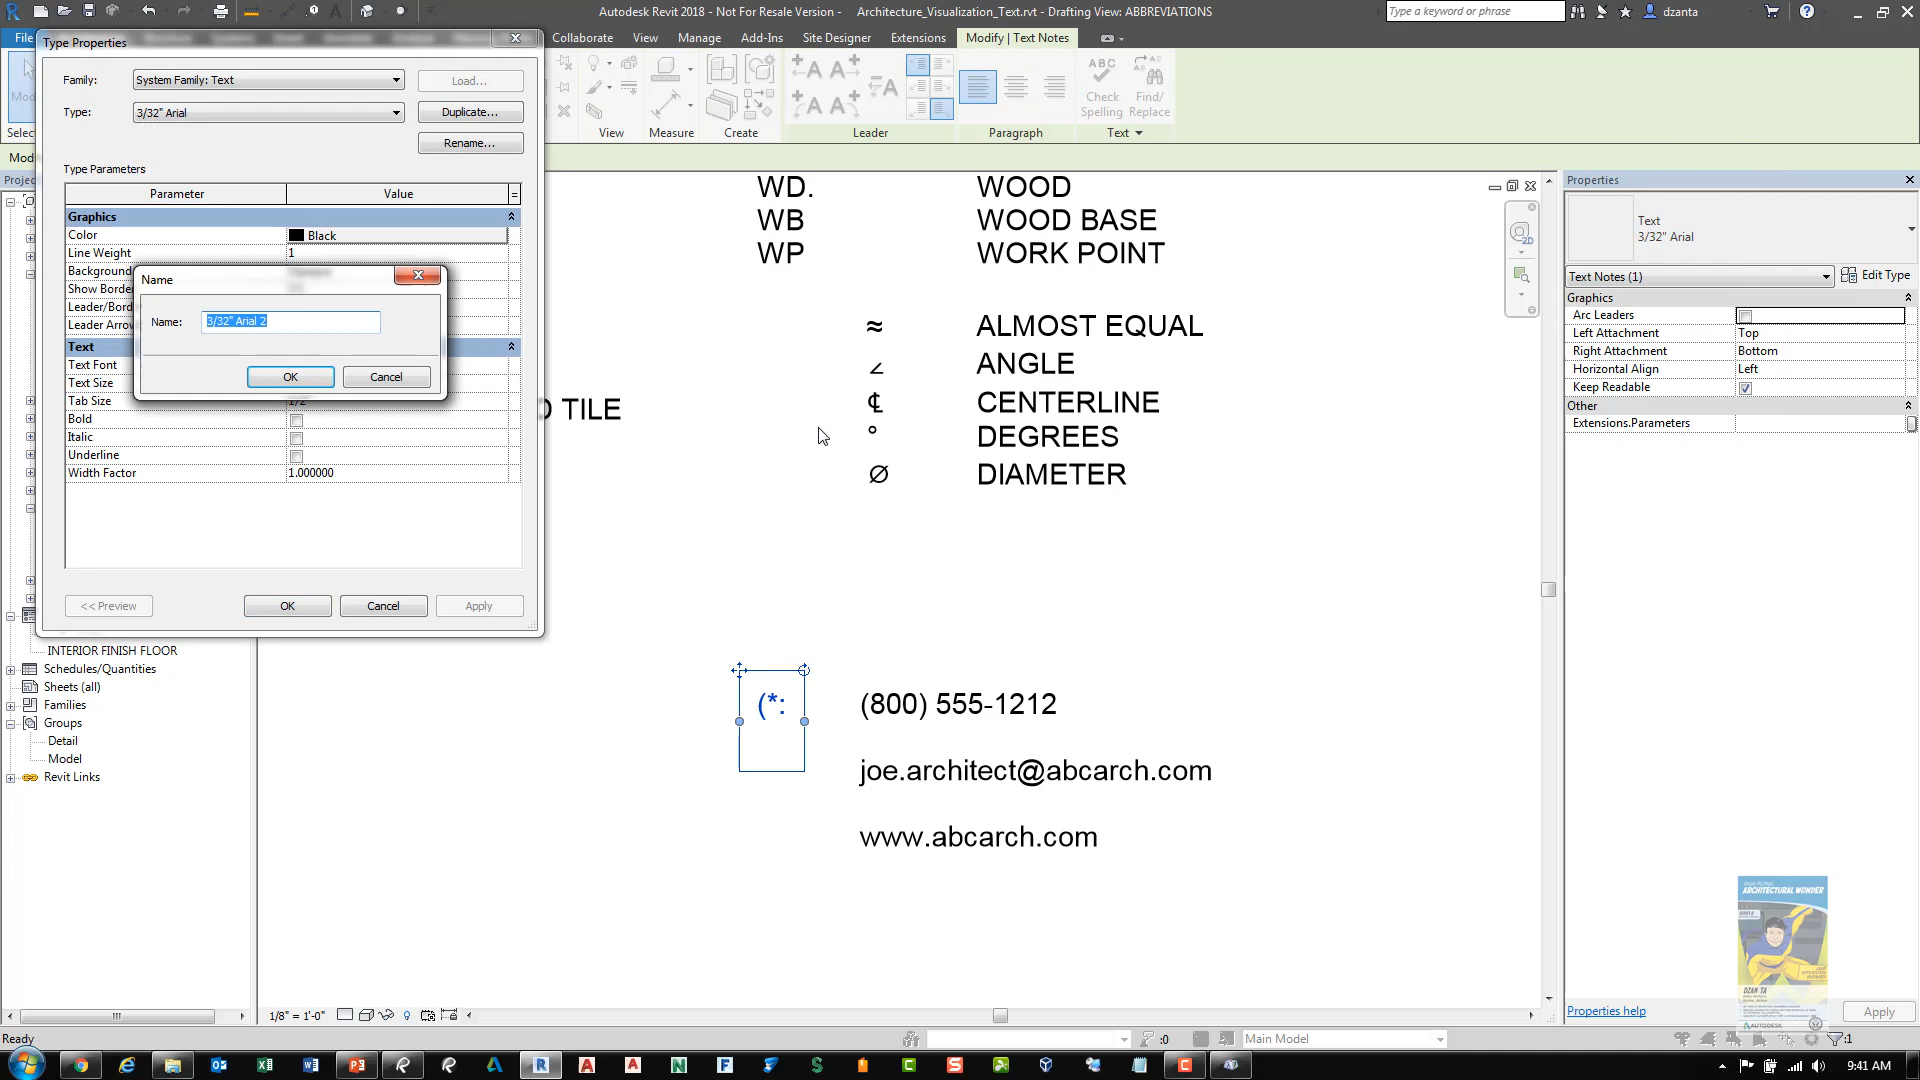 Autodesk Revit 2018 - Not For Resale Version - Architecture_Visualization_Text.rvt - Drafting View: ABBREVIATIONS
Type a keyword or phrase
dzanta
File
Collaborate
View
Manage
Add-Ins
Site Designer
Extensions
Modify | Text Notes
Check
Spelling
Find/
Replace
View
Measure
Create
Leader
Paragraph
Text
Type Properties
Family:
System Family: Text
Load...
Type:
3/32" Arial
Duplicate...
Rename...
Type Parameters
Parameter
Value
=
Graphics
Color
Black
Line Weight
1
Background
Text
Text Font
Text Size
Tab Size
1/2"
Bold
Italic
Underline
Width Factor
1.000000
<< Preview
OK
Cancel
Apply
Name
Name:
3/32" Arial 2
OK
Cancel
INTERIOR FINISH FLOOR
Schedules/Quantities
Sheets (all)
Families
Groups
Detail
Model
Revit Links
WD. WOOD
WB WOOD BASE
WP WORK POINT
≈ ALMOST EQUAL
∠ ANGLE
℄ CENTERLINE
° DEGREES
∅ DIAMETER
TILE
(*:
(800) 555-1212
joe.architect@abcarch.com
www.abcarch.com
Properties
Text
3/32" Arial
Text Notes (1)
Edit Type
Graphics
Arc Leaders
Left Attachment
Top
Right Attachment
Bottom
Horizontal Align
Left
Keep Readable
Other
Extensions.Parameters
Properties help
Apply
ARCHITECTURAL WONDER
DZAN TA
AUTODESK
1/8" = 1'-0"
Ready
:0
Main Model
:1
9:41 AM